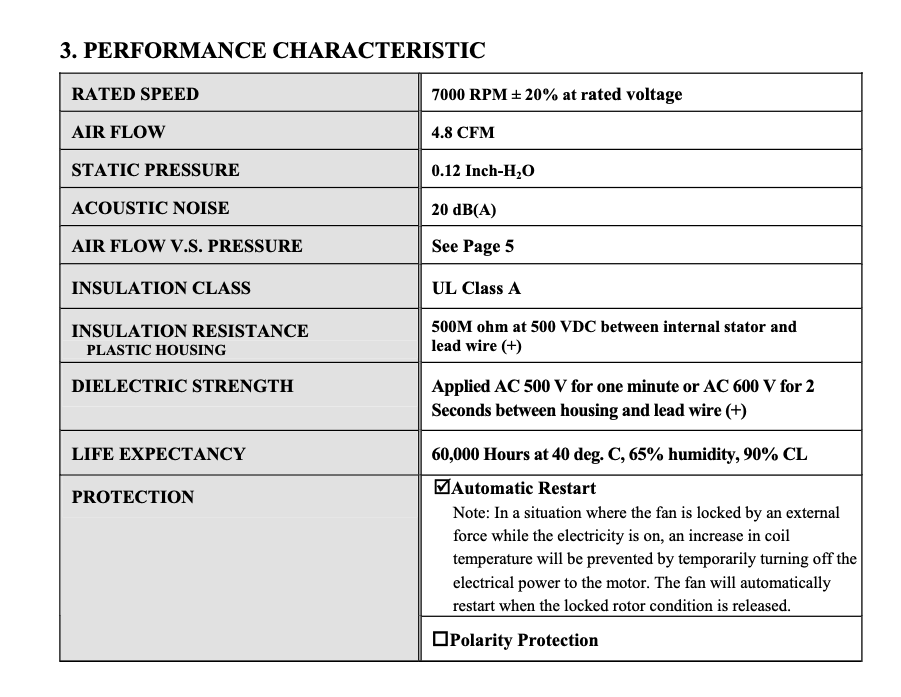 3. PERFORMANCE CHARACTERISTIC
RATED SPEED
7000 RPM ± 20% at rated voltage
AIR FLOW
4.8 CFM
STATIC PRESSURE
0.12 Inch-H₂O
ACOUSTIC NOISE
20 dB(A)
AIR FLOW V.S. PRESSURE
See Page 5
INSULATION CLASS
UL Class A
INSULATION RESISTANCE
PLASTIC HOUSING
500M ohm at 500 VDC between internal stator and
lead wire (+)
DIELECTRIC STRENGTH
Applied AC 500 V for one minute or AC 600 V for 2
Seconds between housing and lead wire (+)
LIFE EXPECTANCY
60,000 Hours at 40 deg. C, 65% humidity, 90% CL
PROTECTION
☑Automatic Restart
Note: In a situation where the fan is locked by an external
force while the electricity is on, an increase in coil
temperature will be prevented by temporarily turning off the
electrical power to the motor. The fan will automatically
restart when the locked rotor condition is released.
☐Polarity Protection